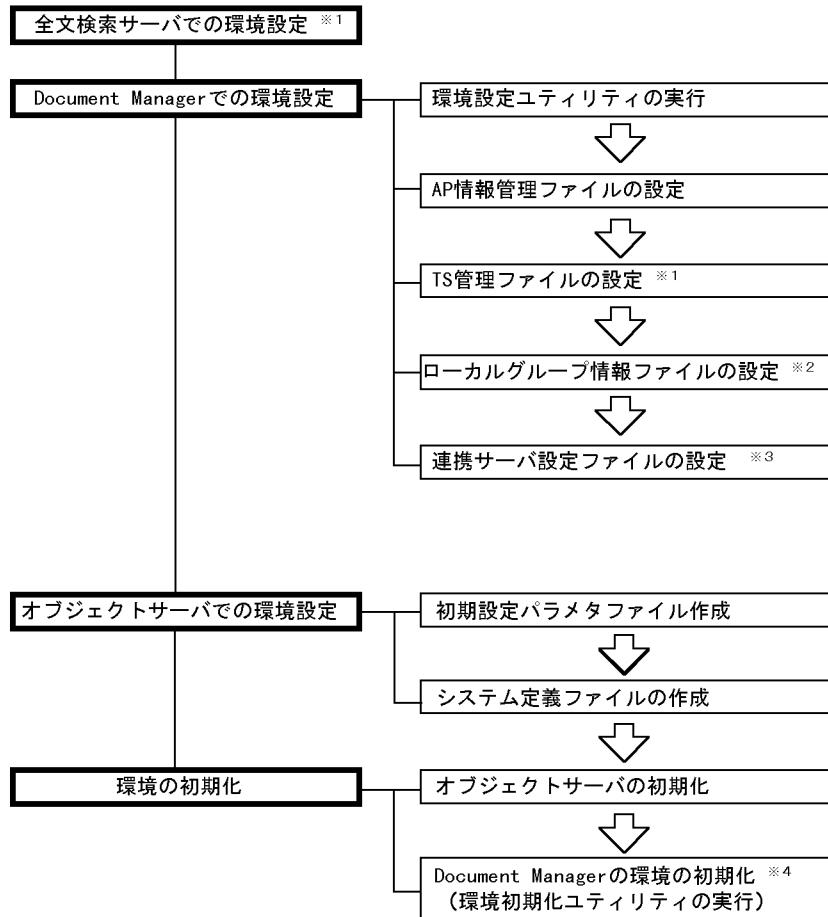 全文検索サーバでの環境設定 ※1
Document Managerでの環境設定
環境設定ユティリティの実行
AP情報管理ファイルの設定
TS管理ファイルの設定 ※1
ローカルグループ情報ファイルの設定 ※2
連携サーバ設定ファイルの設定 ※3
オブジェクトサーバでの環境設定
初期設定パラメタファイル作成
システム定義ファイルの作成
環境の初期化
オブジェクトサーバの初期化
Document Managerの環境の初期化 ※4
(環境初期化ユティリティの実行)